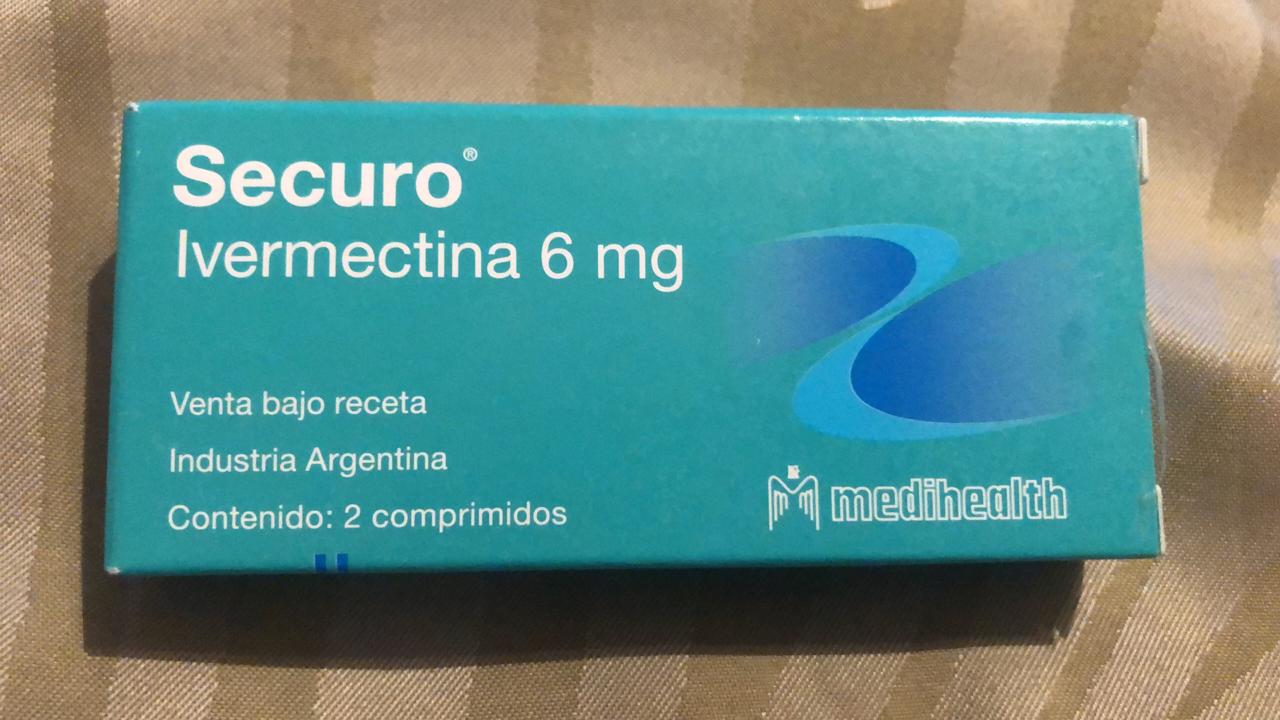 Securo®
Ivermectina 6 mg
Venta bajo receta
Industria Argentina
Contenido: 2 comprimidos
medihealth